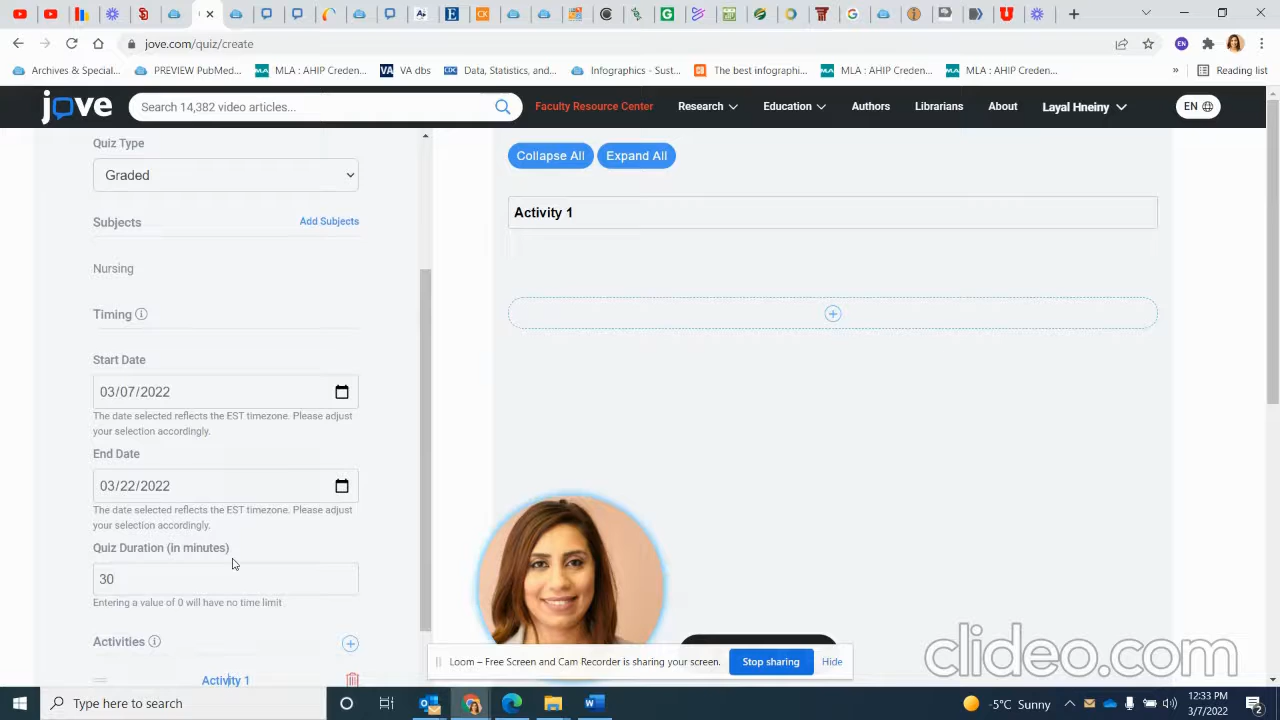 jove.com/quiz/create
EN
Archives & Special...
PREVIEW PubMed...
MLA : AHIP Creden...
VA VA dbs
CDC Data, Statistics, and...
Infographics - Sust...
The best infographi...
MLA : AHIP Creden...
MLA : AHIP Creden...
»
Reading list
jove
Search 14,382 video articles...
Faculty Resource Center
Research
Education
Authors
Librarians
About
Layal Hneiny
EN
Quiz Type
Graded
Subjects
Add Subjects
Nursing
Timing
Start Date
03/07/2022
The date selected reflects the EST timezone. Please adjust
your selection accordingly.
End Date
03/22/2022
The date selected reflects the EST timezone. Please adjust
your selection accordingly.
Quiz Duration (in minutes)
30
Entering a value of 0 will have no time limit
Activities
Activity 1
Collapse All
Expand All
Activity 1
Loom – Free Screen and Cam Recorder is sharing your screen.
Stop sharing
Hide
clideo.com
Type here to search
-5°C Sunny
12:33 PM
3/7/2022
2